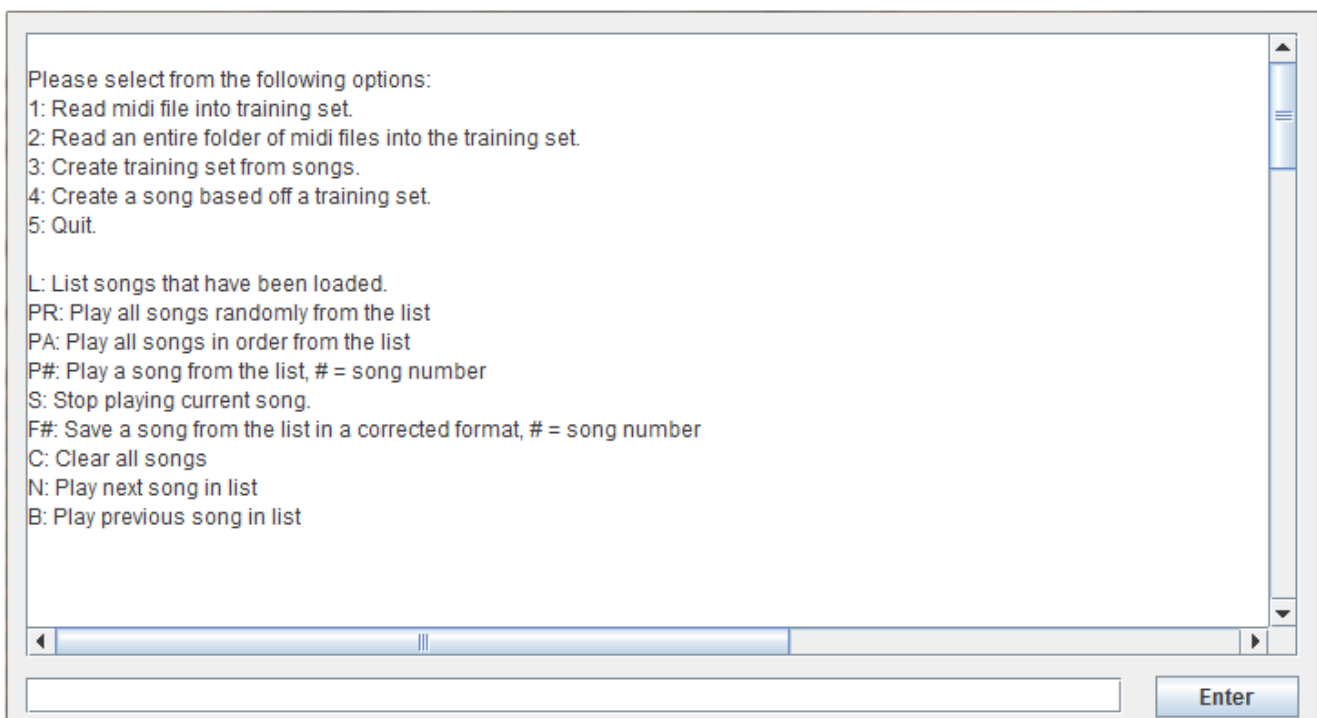 Please select from the following options:
1: Read midi file into training set.
2: Read an entire folder of midi files into the training set.
3: Create training set from songs.
4: Create a song based off a training set.
5: Quit.
L: List songs that have been loaded.
PR: Play all songs randomly from the list
PA: Play all songs in order from the list
P#: Play a song from the list, # = song number
S: Stop playing current song.
F#: Save a song from the list in a corrected format, # = song number
C: Clear all songs
N: Play next song in list
B: Play previous song in list
Enter